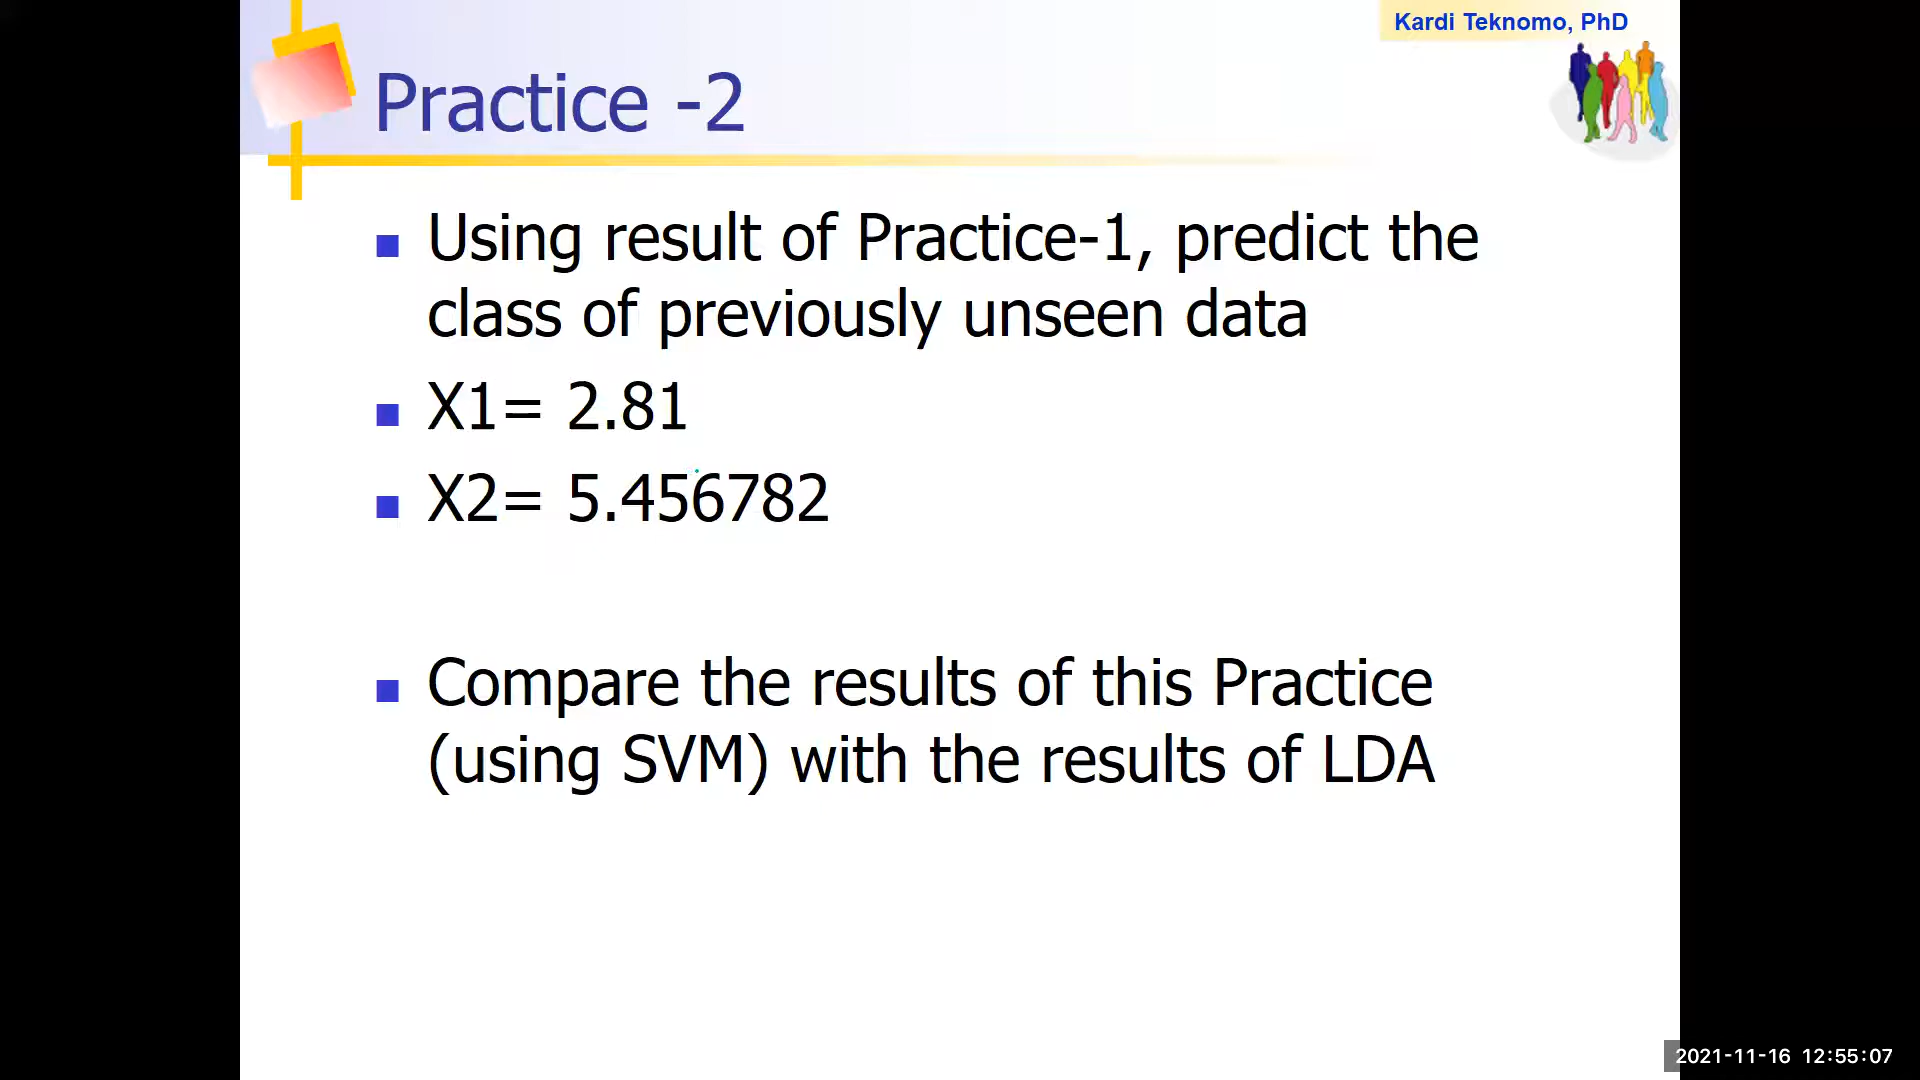 Kardi Teknomo, PhD
Practice -2
Using result of Practice-1, predict the
class of previously unseen data
X1= 2.81
X2= 5.456782
Compare the results of this Practice
(using SVM) with the results of LDA
2021-11-16 12:55:07